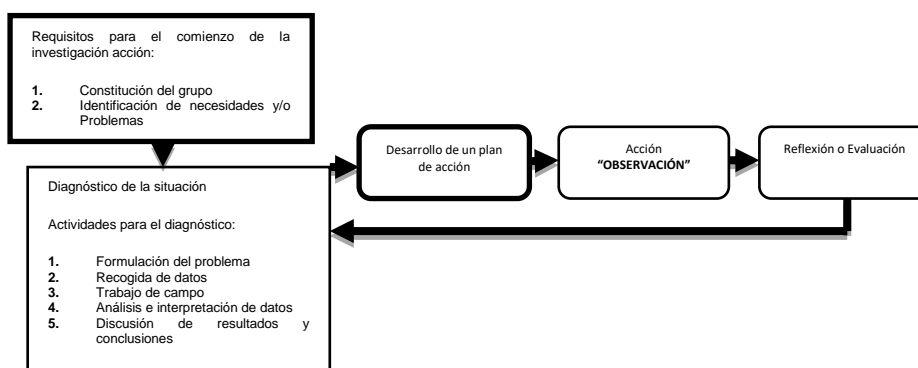 Requisitos para el comienzo de la
investigación acción:
1. Constitución del grupo
2. Identificación de necesidades y/o
Problemas
Desarrollo de un plan
de acción
Acción
“OBSERVACIÓN”
Reflexión o Evaluación
Diagnóstico de la situación
Actividades para el diagnóstico:
1. Formulación del problema
2. Recogida de datos
3. Trabajo de campo
4. Análisis e interpretación de datos
5. Discusión de resultados y
conclusiones